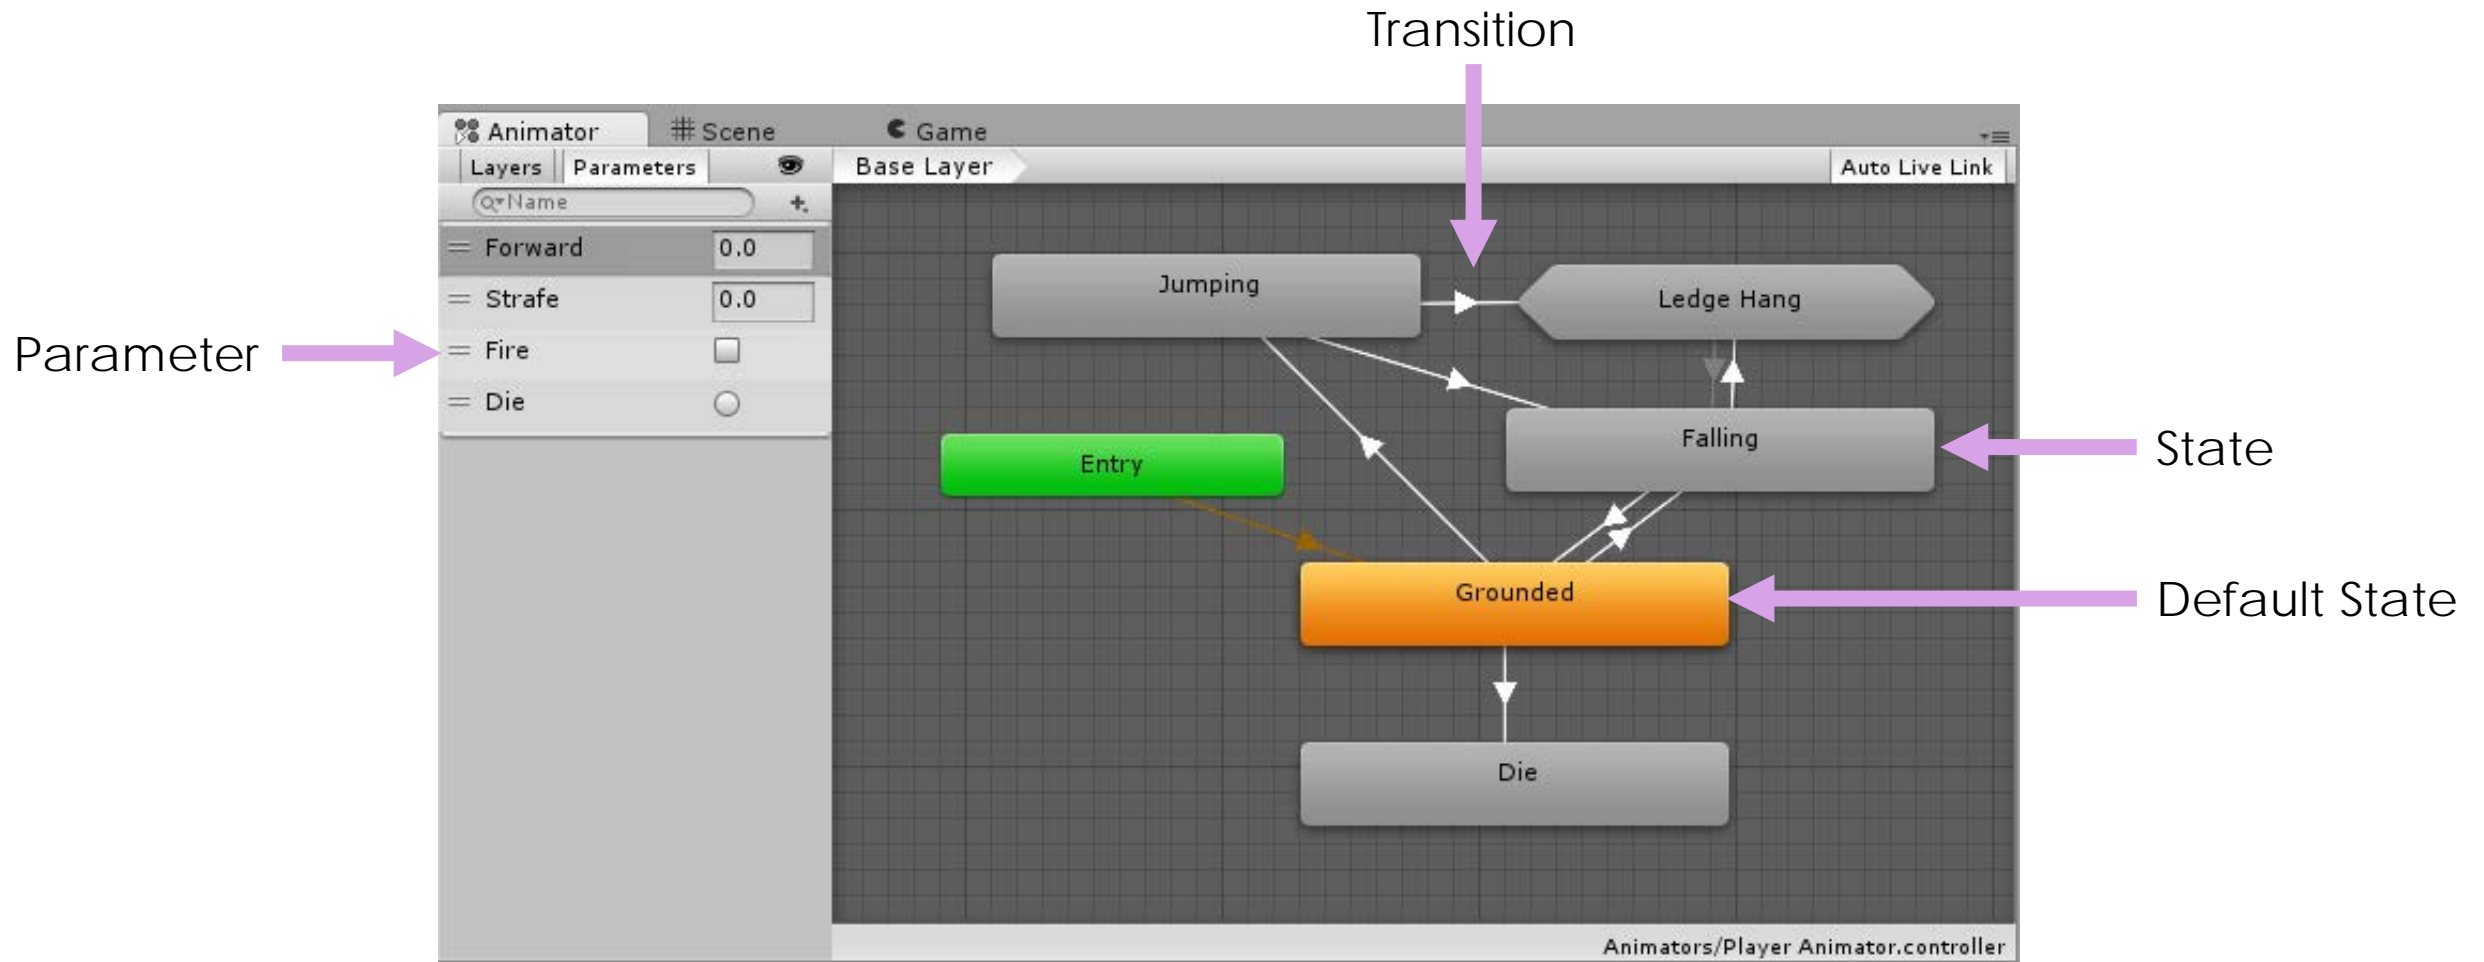 Transition
Animator
Scene
Game
Layers
Parameters
Base Layer
Auto Live Link
Name
Forward 0.0
Strafe 0.0
Fire
Die
Parameter
Jumping
Ledge Hang
Falling
State
Entry
Grounded
Default State
Die
Animators/Player Animator.controller